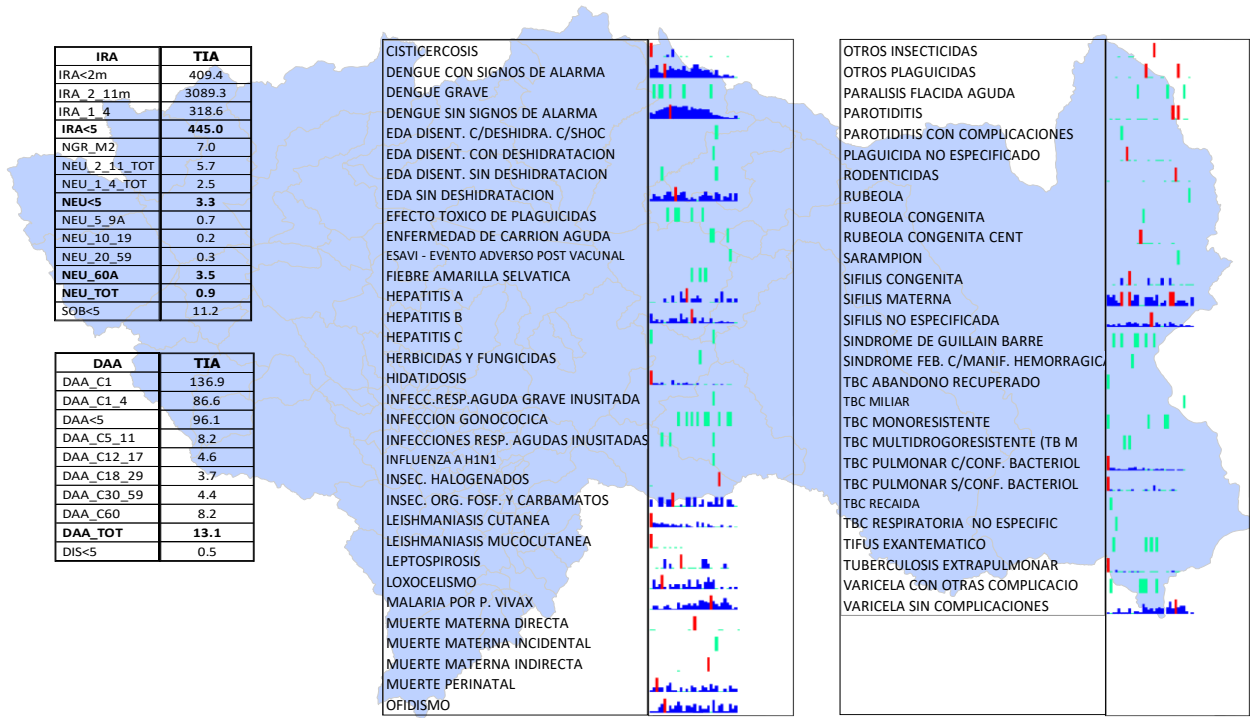 IRA TIA
IRA<2m 409.4
IRA_2_11m 3089.3
IRA_1_4 318.6
IRA<5 445.0
NGR_M2 7.0
NEU_2_11_TOT 5.7
NEU_1_4_TOT 2.5
NEU<5 3.3
NEU_5_9A 0.7
NEU_10_19 0.2
NEU_20_59 0.3
NEU_60A 3.5
NEU_TOT 0.9
SOB<5 11.2
DAA TIA
DAA_C1 136.9
DAA_C1_4 86.6
DAA<5 96.1
DAA_C5_11 8.2
DAA_C12_17 4.6
DAA_C18_29 3.7
DAA_C30_59 4.4
DAA_C60 8.2
DAA_TOT 13.1
DIS<5 0.5
CISTICERCOSIS
DENGUE CON SIGNOS DE ALARMA
DENGUE GRAVE
DENGUE SIN SIGNOS DE ALARMA
EDA DISENT. C/DESHIDRA. C/SHOC
EDA DISENT. CON DESHIDRATACION
EDA DISENT. SIN DESHIDRATACION
EDA SIN DESHIDRATACION
EFECTO TOXICO DE PLAGUICIDAS
ENFERMEDAD DE CARRION AGUDA
ESAVI - EVENTO ADVERSO POST VACUNAL
FIEBRE AMARILLA SELVATICA
HEPATITIS A
HEPATITIS B
HEPATITIS C
HERBICIDAS Y FUNGICIDAS
HIDATIDOSIS
INFECC.RESP.AGUDA GRAVE INUSITADA
INFECCION GONOCOCICA
INFECCIONES RESP. AGUDAS INUSITADAS
INFLUENZA A H1N1
INSEC. HALOGENADOS
INSEC. ORG. FOSF. Y CARBAMATOS
LEISHMANIASIS CUTANEA
LEISHMANIASIS MUCOCUTANEA
LEPTOSPIROSIS
LOXOCELISMO
MALARIA POR P. VIVAX
MUERTE MATERNA DIRECTA
MUERTE MATERNA INCIDENTAL
MUERTE MATERNA INDIRECTA
MUERTE PERINATAL
OFIDISMO
OTROS INSECTICIDAS
OTROS PLAGUICIDAS
PARALISIS FLACIDA AGUDA
PAROTIDITIS
PAROTIDITIS CON COMPLICACIONES
PLAGUICIDA NO ESPECIFICADO
RODENTICIDAS
RUBEOLA
RUBEOLA CONGENITA
RUBEOLA CONGENITA CENT
SARAMPION
SIFILIS CONGENITA
SIFILIS MATERNA
SIFILIS NO ESPECIFICADA
SINDROME DE GUILLAIN BARRE
SINDROME FEB. C/MANIF. HEMORRAGICA
TBC ABANDONO RECUPERADO
TBC MILIAR
TBC MONORESISTENTE
TBC MULTIDROGORESISTENTE (TB M
TBC PULMONAR C/CONF. BACTERIOL
TBC PULMONAR S/CONF. BACTERIOL
TBC RECAIDA
TBC RESPIRATORIA NO ESPECIFIC
TIFUS EXANTEMATICO
TUBERCULOSIS EXTRAPULMONAR
VARICELA CON OTRAS COMPLICACIO
VARICELA SIN COMPLICACIONES